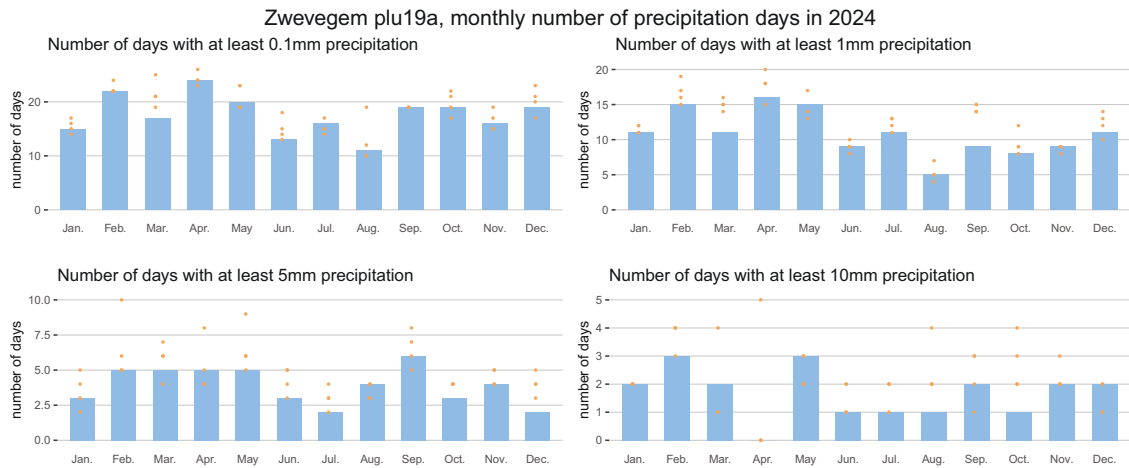 Zwevegem plu19a, monthly number of precipitation days in 2024
Number of days with at least 0.1mm precipitation
number of days
20
10
0
Jan. Feb. Mar. Apr. May Jun. Jul. Aug. Sep. Oct. Nov. Dec.
Number of days with at least 1mm precipitation
number of days
20
15
10
5
0
Jan. Feb. Mar. Apr. May Jun. Jul. Aug. Sep. Oct. Nov. Dec.
Number of days with at least 5mm precipitation
number of days
10.0
7.5
5.0
2.5
0.0
Jan. Feb. Mar. Apr. May Jun. Jul. Aug. Sep. Oct. Nov. Dec.
Number of days with at least 10mm precipitation
number of days
5
4
3
2
1
0
Jan. Feb. Mar. Apr. May Jun. Jul. Aug. Sep. Oct. Nov. Dec.